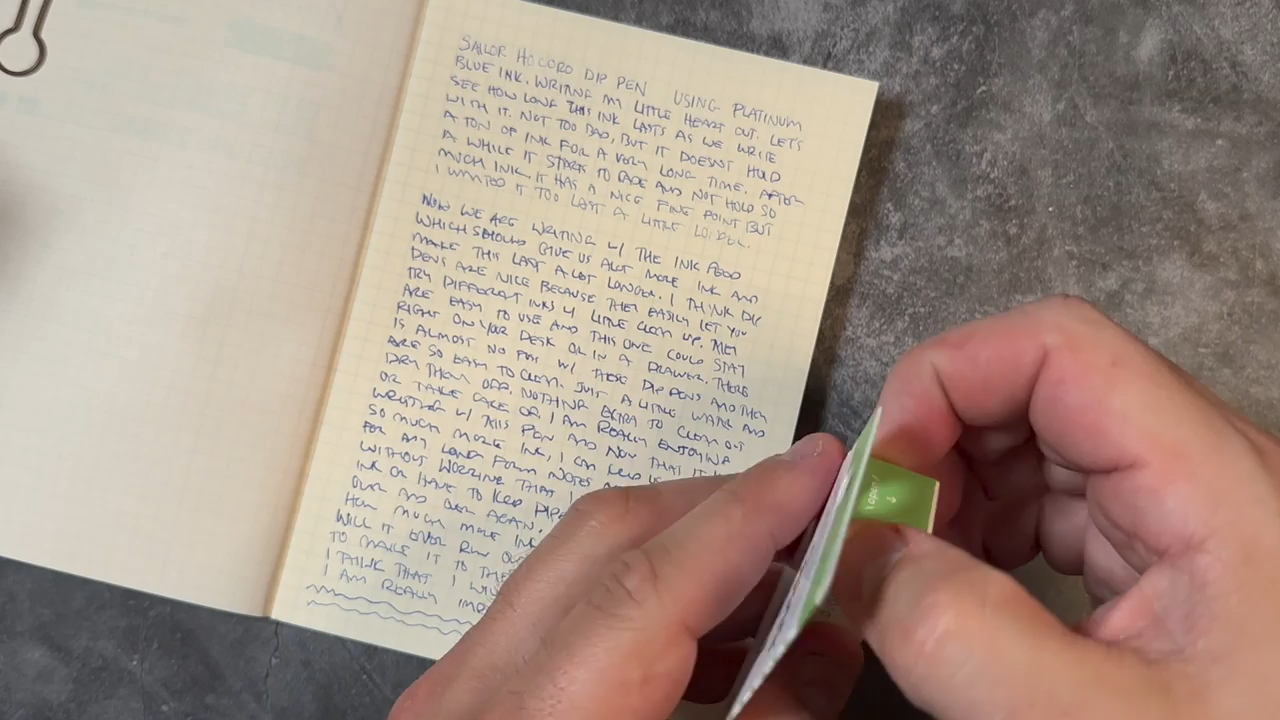 SAILOR HOCORO DIP PEN USING PLATINUM
BLUE INK. WRITING MY LITTLE HEART OUT. LET'S
SEE HOW LONG THIS INK LASTS AS WE WRITE
WITH IT. NOT TOO BAD, BUT IT DOESN'T HOLD
A TON OF INK FOR A VERY LONG TIME. AFTER
A WHILE IT STARTS TO FADE AND NOT HOLD SO
MUCH INK. IT HAS A NICE FINE POINT BUT
I WANTED IT TOO LAST A LITTLE LONGER.
NOW WE ARE WRITING W/ THE INK FEED
WHICH SHOULD GIVE US ALOT MORE INK AND
MAKE THIS LAST A LOT LONGER. I THINK DIP
PENS ARE NICE BECAUSE THEY EASILY LET YOU
TRY DIFFERENT INKS W LITTLE CLEAN UP. THEY
ARE EASY TO USE AND THIS ONE COULD STAY
RIGHT ON YOUR DESK OR IN A DRAWER. THERE
IS ALMOST NO W/ THESE DIP PENS AND THEY
ARE SO EASY TO CLEAN. JUST A LITTLE WATER AND
DRY THEM OFF. NOTHING EXTRA TO CLEAN OUT
OR TAKE CARE OF. I AM REALLY ENJOYING
WRITING W/ THIS PEN AND NOW THAT IT
SO MUCH MORE INK, I CAN
FOR ANY LONG FORM NOTES
WITHOUT WORRYING THAT I
INK OR HAVE TO KEEP
OVER AND OVER AGAIN.
HOW MUCH MORE INK
WILL IT EVER RUN OUT
TO MAKE IT TO THE
I THINK THAT I WILL
I AM REALLY
open/